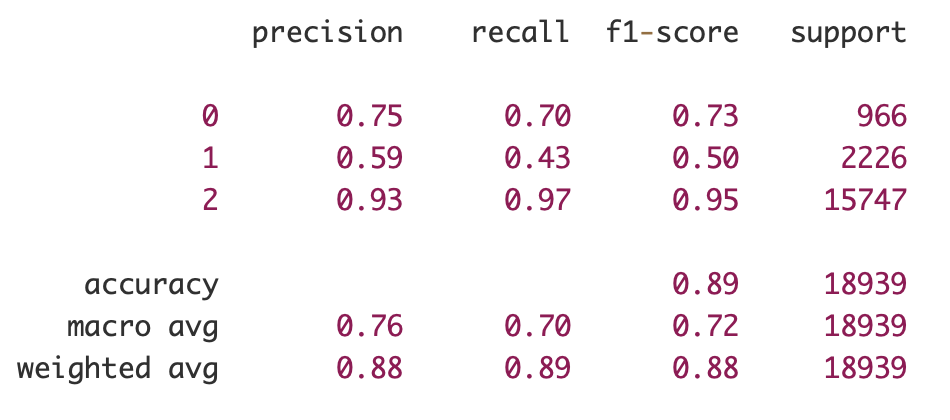 precision recall f1-score support
0 0.75 0.70 0.73 966
1 0.59 0.43 0.50 2226
2 0.93 0.97 0.95 15747
accuracy 0.89 18939
macro avg 0.76 0.70 0.72 18939
weighted avg 0.88 0.89 0.88 18939